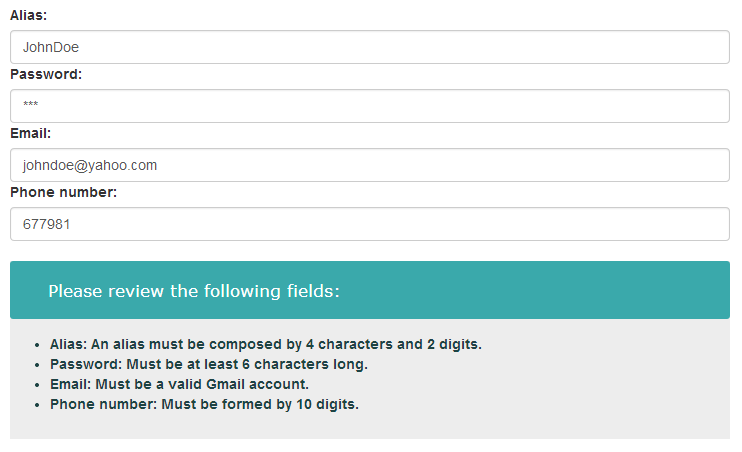 Alias:
JohnDoe
Password:
***
Email:
johndoe@yahoo.com
Phone number:
677981
Please review the following fields:
• Alias: An alias must be composed by 4 characters and 2 digits.
• Password: Must be at least 6 characters long.
• Email: Must be a valid Gmail account.
• Phone number: Must be formed by 10 digits.